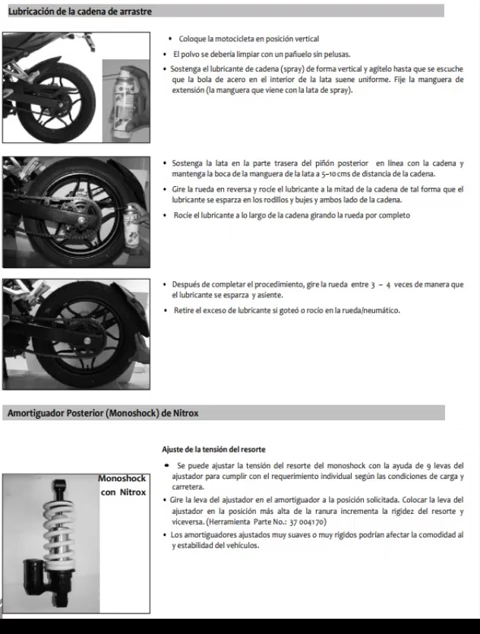 Lubricación de la cadena de arrastre
• Coloque la motocicleta en posición vertical
• El polvo se debería limpiar con un pañuelo sin pelusas.
• Sostenga el lubricante de cadena (spray) de forma vertical y agítelo hasta que se escuche
que la bola de acero en el interior de la lata suene uniforme. Fije la manguera de
extensión (la manguera que viene con la lata de spray).
• Sostenga la lata en la parte trasera del piñón posterior en línea con la cadena y
mantenga la boca de la manguera de la lata a 5-10 cms de distancia de la cadena.
• Gire la rueda en reversa y rocíe el lubricante a la mitad de la cadena de tal forma que el
lubricante se esparza en los rodillos y bujes y ambos lado de la cadena.
• Rocíe el lubricante a lo largo de la cadena girando la rueda por completo
• Después de completar el procedimiento, gire la rueda entre 3 – 4 veces de manera que
el lubricante se esparza y asiente.
• Retire el exceso de lubricante si goteó o rocío en la rueda/neumático.
Amortiguador Posterior (Monoshock) de Nitrox
Ajuste de la tensión del resorte
• Se puede ajustar la tensión del resorte del monoshock con la ayuda de 9 levas del
ajustador para cumplir con el requerimiento individual según las condiciones de carga y
carretera.
• Gire la leva del ajustador en el amortiguador a la posición solicitada. Colocar la leva del
ajustador en la posición más alta de la ranura incrementa la rigidez del resorte y
viceversa. (Herramienta Parte No.: 37 004170)
• Los amortiguadores ajustados muy suaves o muy rígidos podrían afectar la comodidad al
y estabilidad del vehículos.
Monoshock
con Nitrox